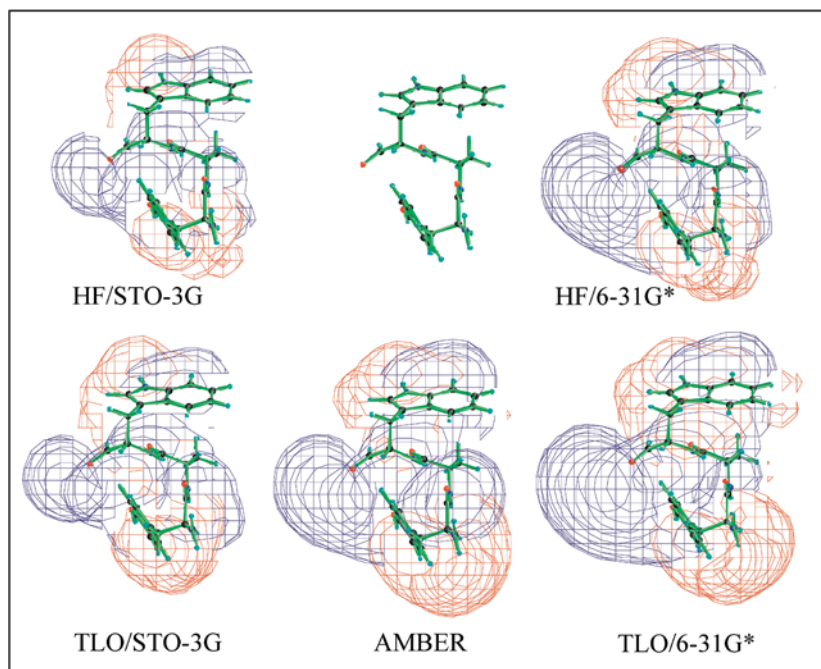 HF/STO-3G
HF/6-31G*
TLO/STO-3G
AMBER
TLO/6-31G*